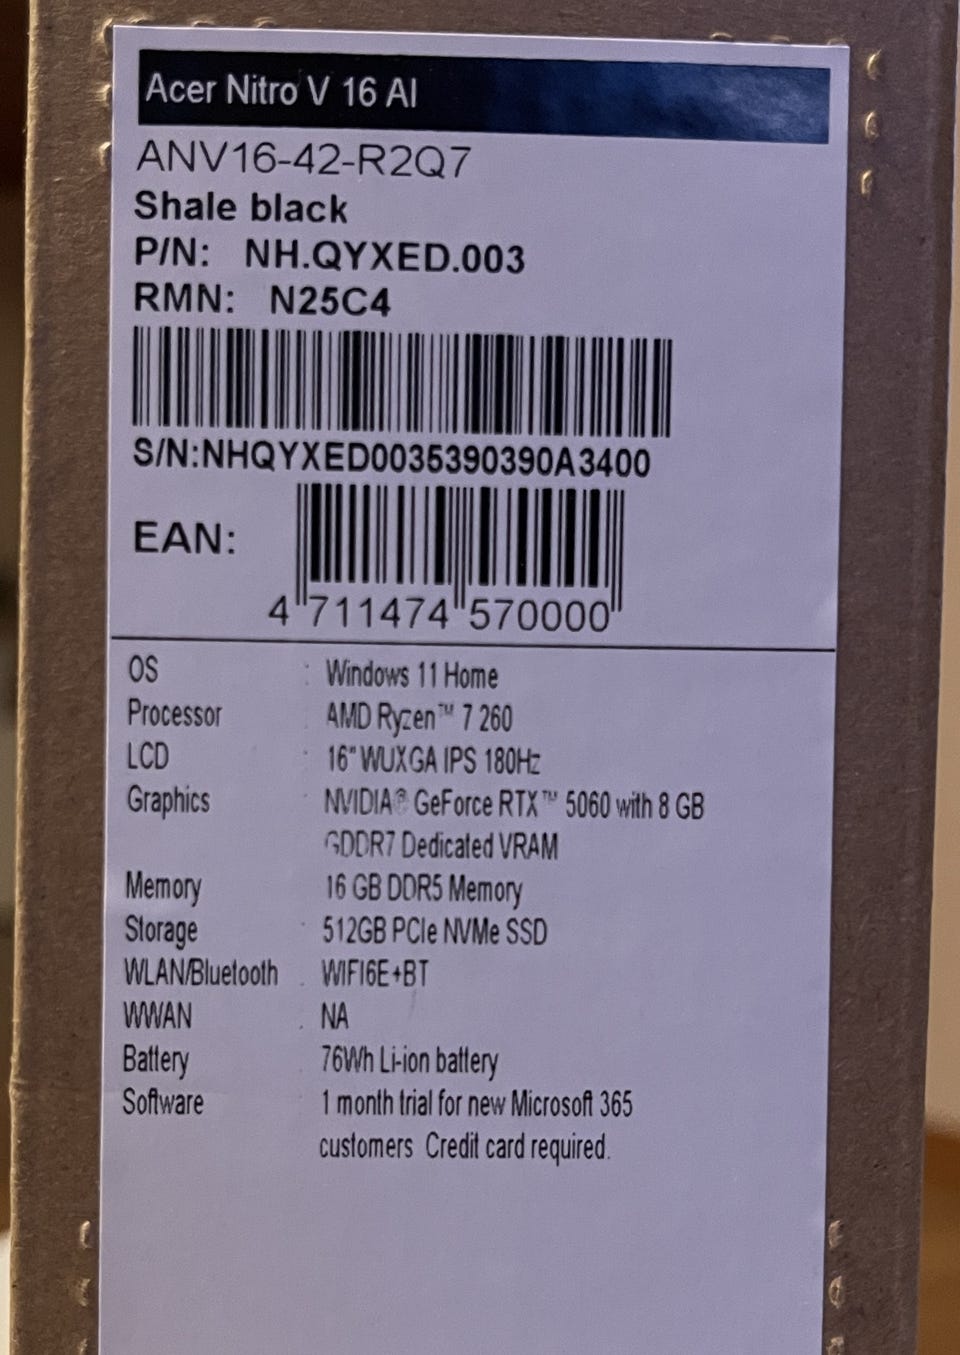 Acer Nitro V 16 AI
ANV16-42-R2Q7
Shale black
P/N: NH.QYXED.003
RMN: N25C4
S/N:NHQYXED0035390390A3400
EAN:
4 711474 570000
OS : Windows 11 Home
Processor AMD Ryzen™ 7 260
LCD : 16" WUXGA IPS 180Hz
Graphics : NVIDIA® GeForce RTX™ 5060 with 8 GB
GDDR7 Dedicated VRAM
Memory 16 GB DDR5 Memory
Storage : 512GB PCIe NVMe SSD
WLAN/Bluetooth : WIFI6E+BT
WWAN : NA
Battery 76Wh Li-ion battery
Software 1 month trial for new Microsoft 365
customers Credit card required.